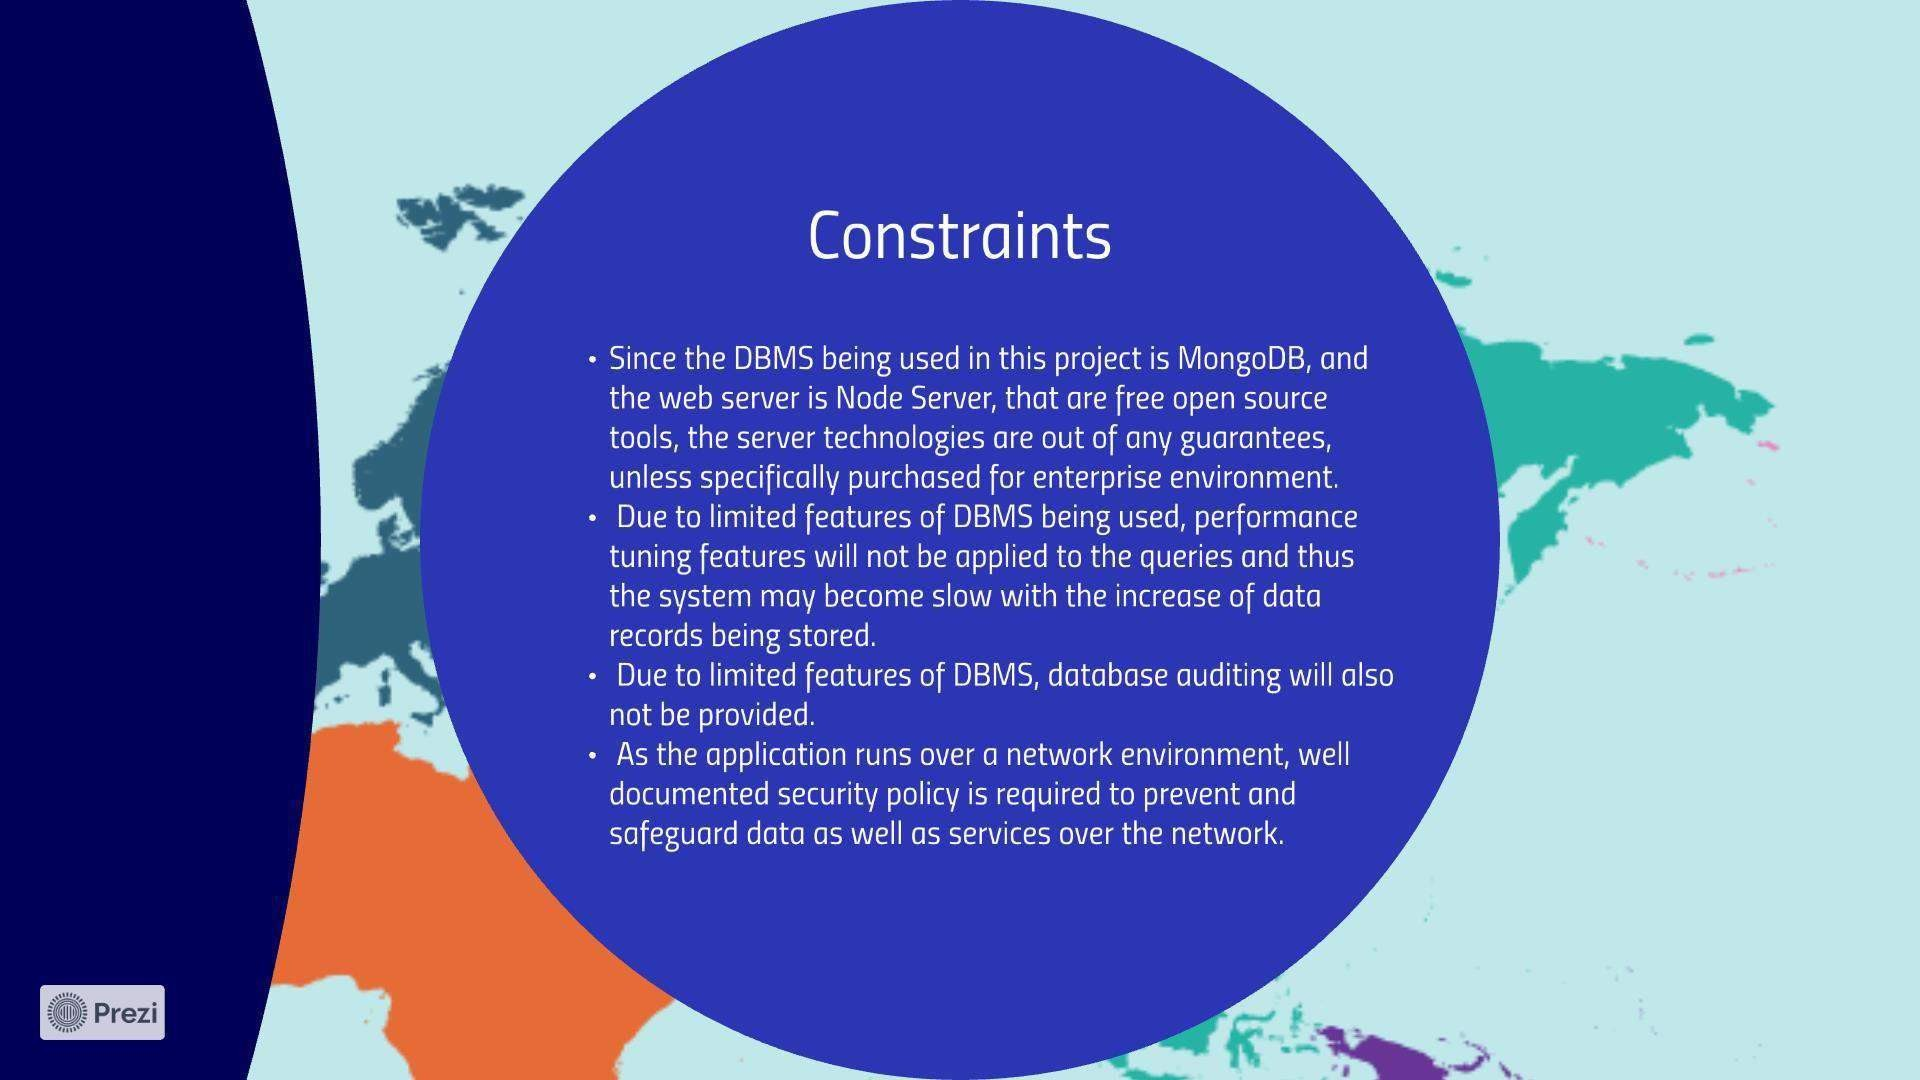 Constraints
• Since the DBMS being used in this project is MongoDB, and
the web server is Node Server, that are free open source
tools, the server technologies are out of any guarantees,
unless specifically purchased for enterprise environment.
• Due to limited features of DBMS being used, performance
tuning features will not be applied to the queries and thus
the system may become slow with the increase of data
records being stored.
• Due to limited features of DBMS, database auditing will also
not be provided.
• As the application runs over a network environment, well
documented security policy is required to prevent and
safeguard data as well as services over the network.
Prezi